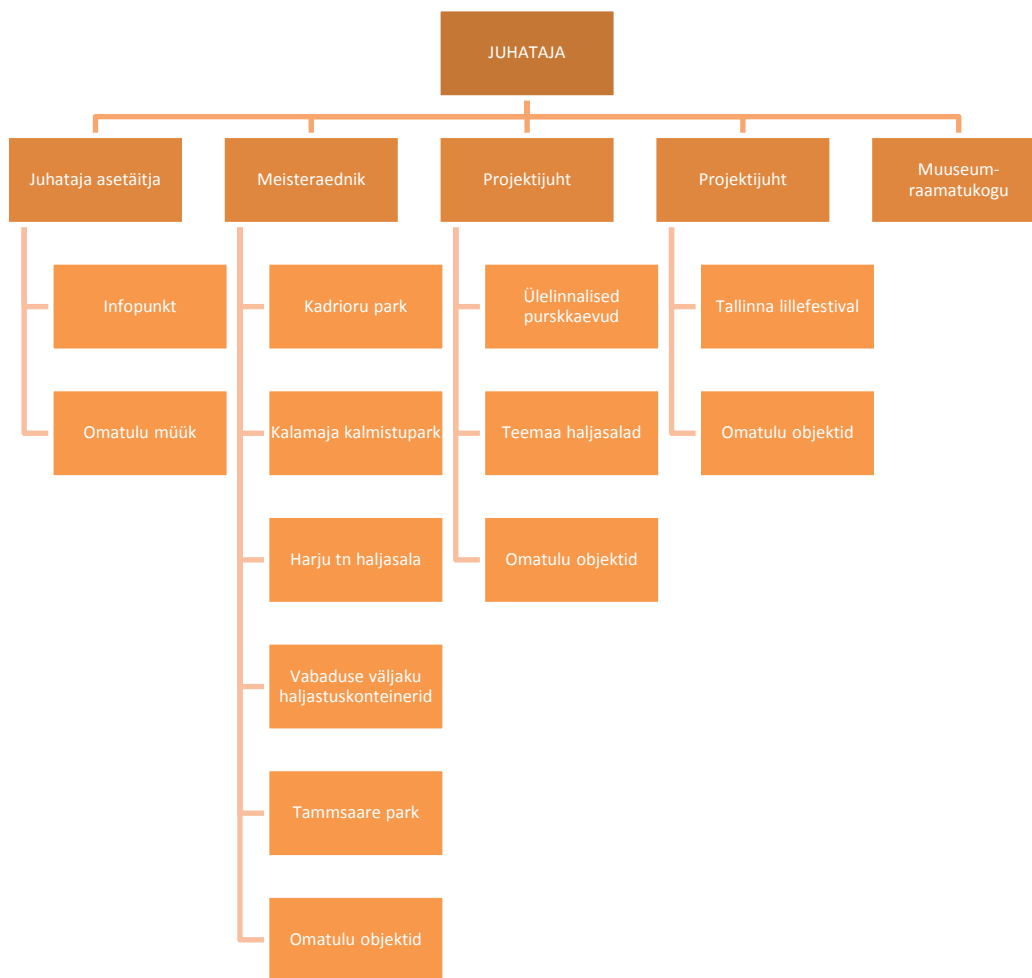 JUHATAJA
Juhataja asetäitja
Infopunkt
Omatulu müük
Meisteraednik
Kadrioru park
Kalamaja kalmistupark
Harju tn haljasala
Vabaduse väljaku
haljastuskonteinerid
Tammsaare park
Omatulu objektid
Projektijuht
Ülelinnalised
purskkaevud
Teemaa haljasalad
Omatulu objektid
Projektijuht
Tallinna lillefestival
Omatulu objektid
Muuseum-
raamatukogu